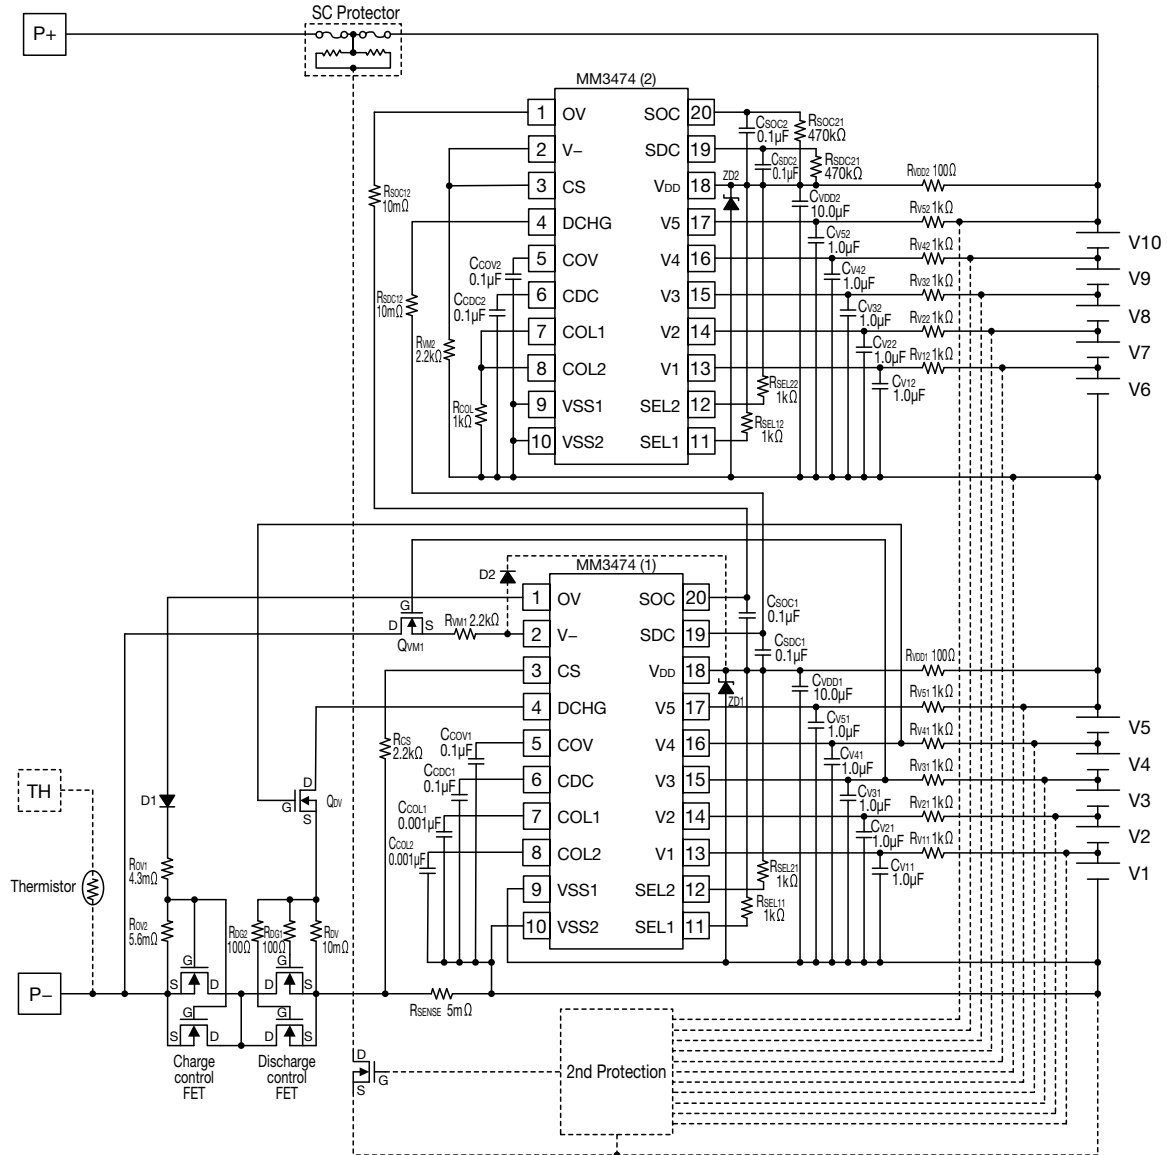 SC Protector
P+
MM3474 (2)
1 OV
2 V–
3 CS
4 DCHG
5 COV
6 CDC
7 COL1
8 COL2
9 VSS1
10 VSS2
SOC 20
SDC 19
VDD 18
V5 17
V4 16
V3 15
V2 14
V1 13
SEL2 12
SEL1 11
RSOC12
10mΩ
RSDC12
10mΩ
RVM2
2.2kΩ
CCOV2
0.1µF
CCDC2
0.1µF
RCOL
1kΩ
CSOC2
0.1µF
RSOC21
470kΩ
CSDC2
0.1µF
RSDC21
470kΩ
ZD2
CVDD2
10.0µF
RVDD2 100Ω
RV52 1kΩ
CV52
1.0µF
RV42 1kΩ
CV42
1.0µF
RV32 1kΩ
CV32
1.0µF
RV22 1kΩ
CV22
1.0µF
RV12 1kΩ
CV12
1.0µF
RSEL22
1kΩ
RSEL12
1kΩ
V10
V9
V8
V7
V6
MM3474 (1)
1 OV
2 V–
3 CS
4 DCHG
5 COV
6 CDC
7 COL1
8 COL2
9 VSS1
10 VSS2
SOC 20
SDC 19
VDD 18
V5 17
V4 16
V3 15
V2 14
V1 13
SEL2 12
SEL1 11
D2
G
D S
QVM1
RVM1 2.2kΩ
CSOC1
0.1µF
CSDC1
0.1µF
ZD1
CVDD1
10.0µF
RVDD1 100Ω
RV51 1kΩ
CV51
1.0µF
RV41 1kΩ
CV41
1.0µF
RV31 1kΩ
CV31
1.0µF
RV21 1kΩ
CV21
1.0µF
RV11 1kΩ
CV11
1.0µF
RSEL21
1kΩ
RSEL11
1kΩ
V5
V4
V3
V2
V1
RCS
2.2kΩ
CCOV1
0.1µF
CCDC1
0.1µF
CCOL1
0.001µF
CCOL2
0.001µF
TH
Thermistor
D1
D
G
S
QDV
ROV1
4.3mΩ
ROV2
5.6mΩ
RDG2
100Ω
RDG1
100Ω
RDV
10mΩ
P–
G
S D
G
D S
G
S D
G
D S
Charge
control
FET
Discharge
control
FET
RSENSE 5mΩ
D
G
S
2nd Protection